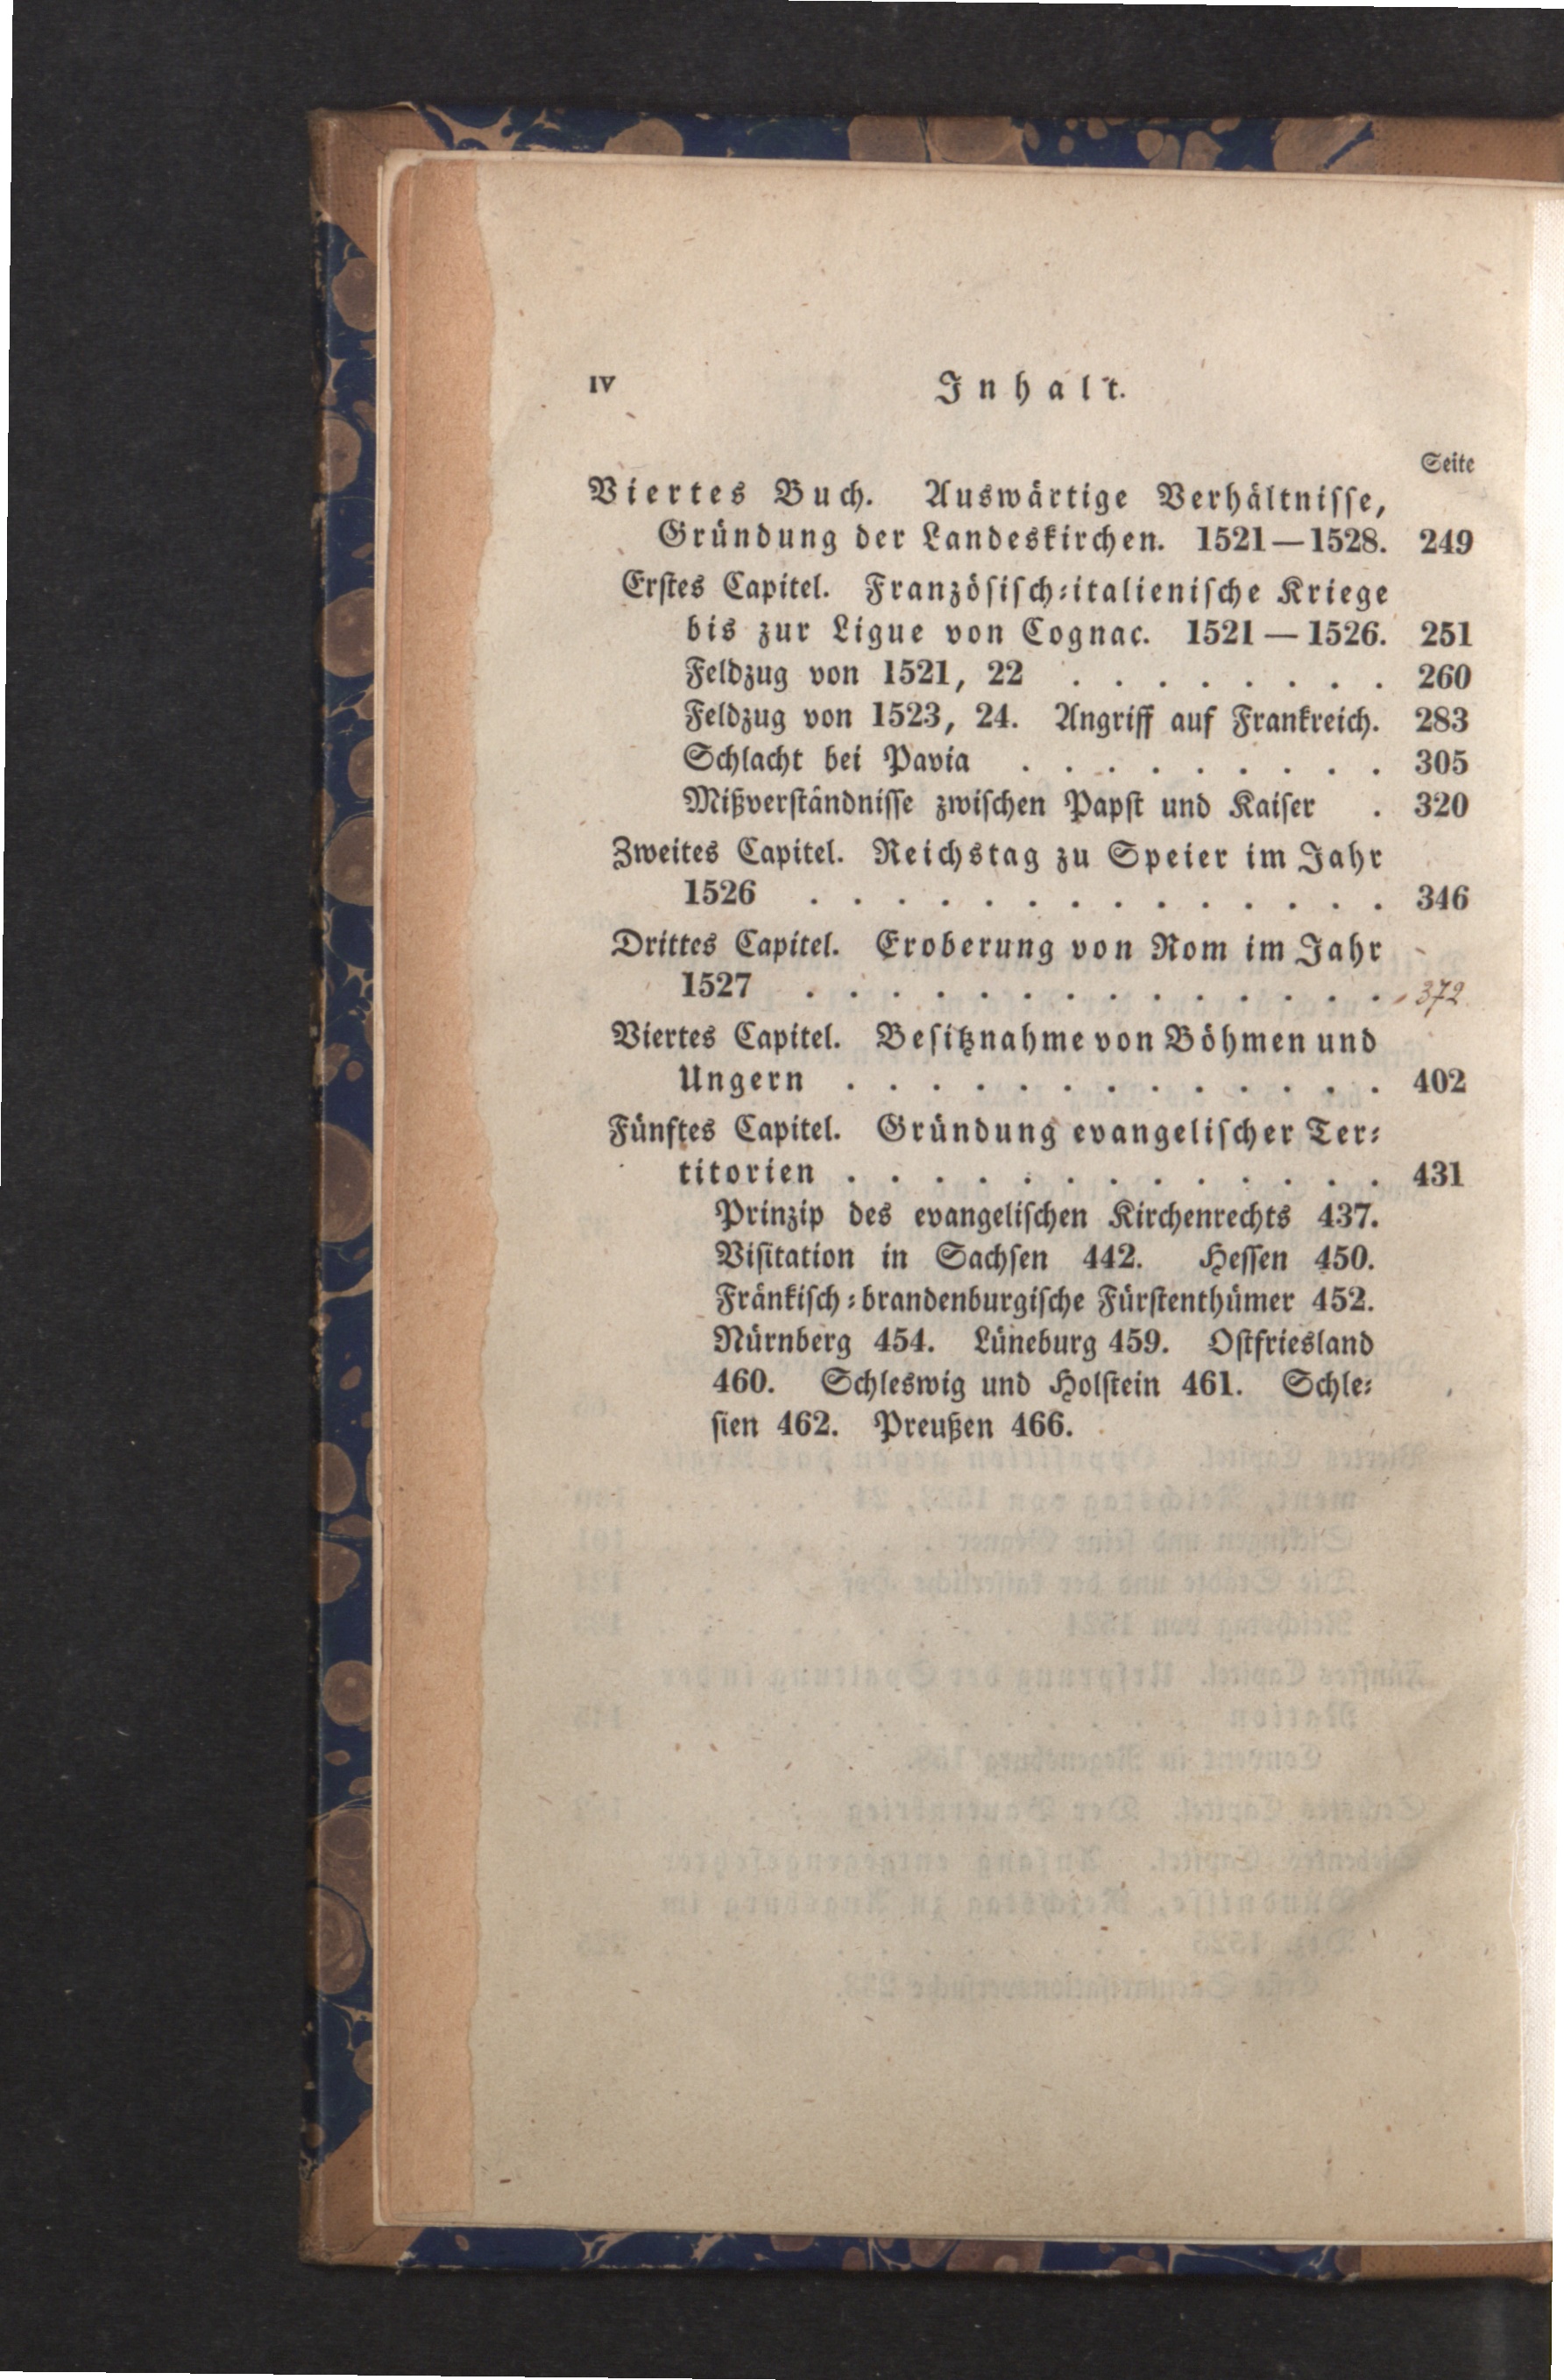 IV Inhalt.
Seite
Viertes Buch. Auswärtige Verhältnisse,
Gründung der Landeskirchen. 1521—1528. 249
Erstes Capitel. Französisch-italienische Kriege
bis zur Ligue von Cognac. 1521 — 1526. 251
Feldzug von 1521, 22 . . . . . . . . 260
Feldzug von 1523, 24. Angriff auf Frankreich. 283
Schlacht bei Pavia . . . . . . . . . 305
Mißverständnisse zwischen Papst und Kaiser . 320
Zweites Capitel. Reichstag zu Speier im Jahr
1526 . . . . . . . . . . . . . . 346
Drittes Capitel. Eroberung von Rom im Jahr
1527 . . . . . . . . . . . . . . 372
Viertes Capitel. Besitznahme von Böhmen und
Ungern . . . . . . . . . . . . . 402
Fünftes Capitel. Gründung evangelischer Ter-
titorien . . . . . . . . . . . . . 431
Prinzip des evangelischen Kirchenrechts 437.
Visitation in Sachsen 442. Hessen 450.
Fränkisch-brandenburgische Fürstenthümer 452.
Nürnberg 454. Lüneburg 459. Ostfriesland
460. Schleswig und Holstein 461. Schle-
sien 462. Preußen 466.